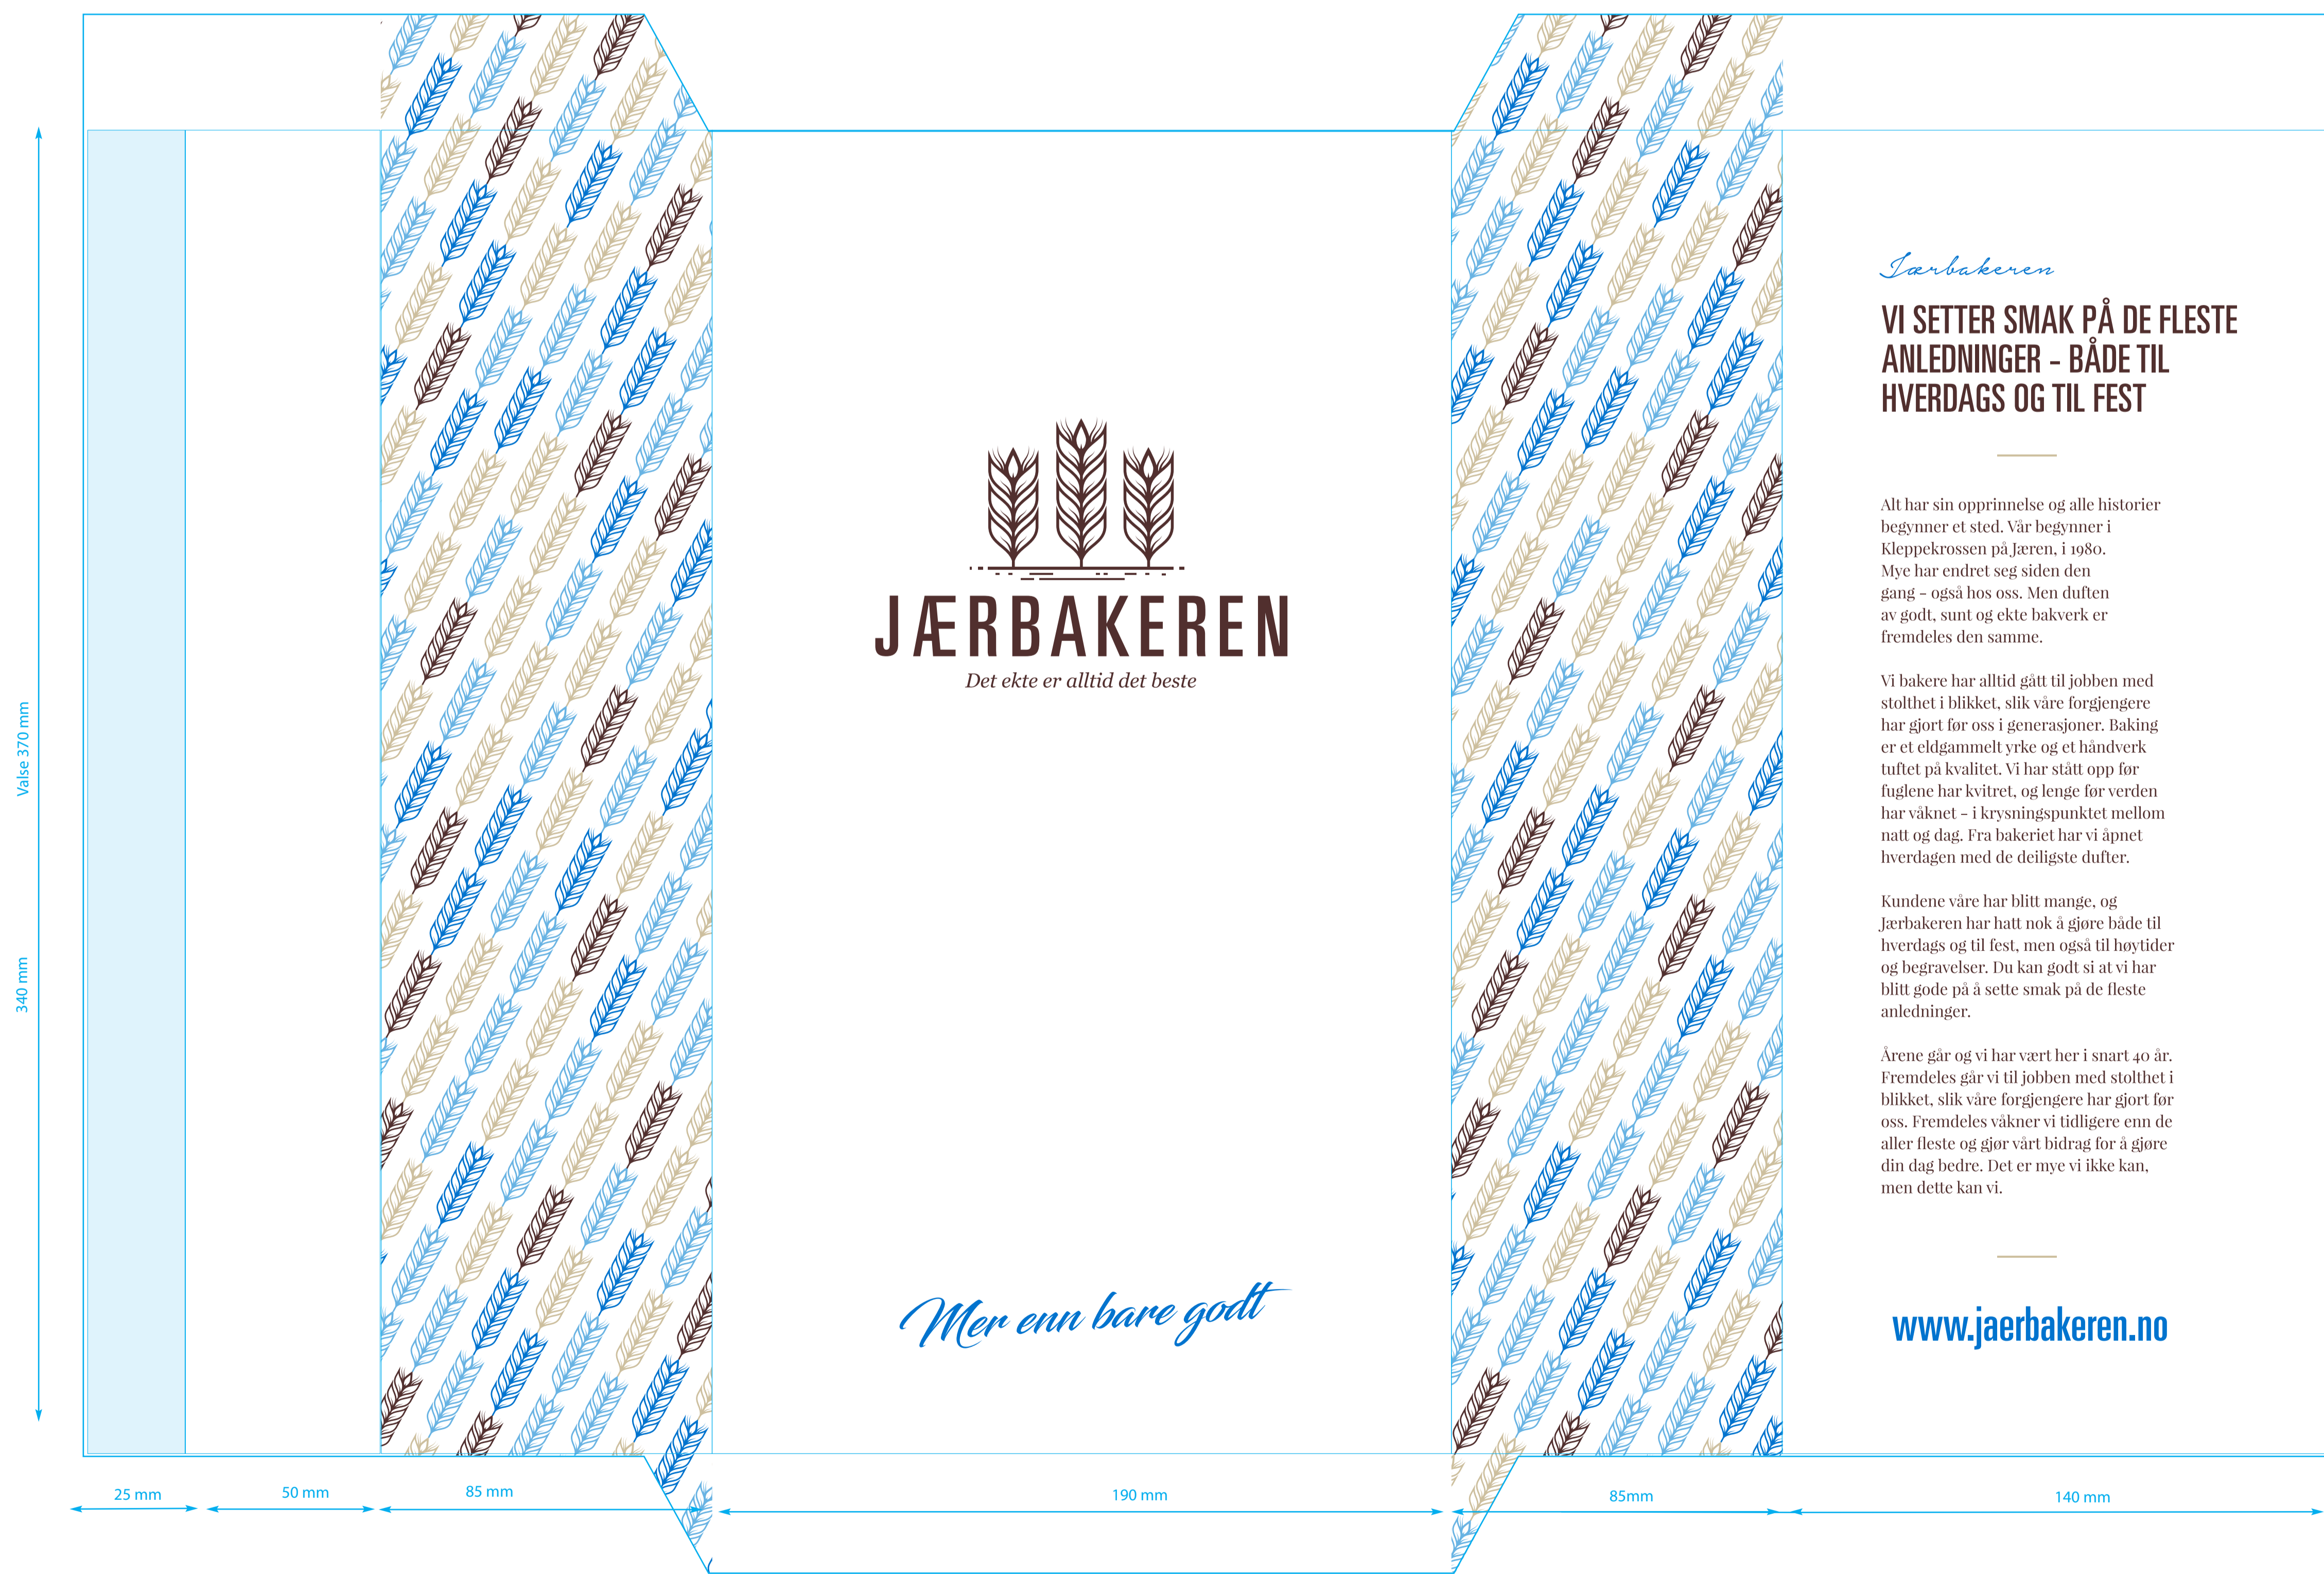 Valse 370 mm
340 mm
JÆRBAKEREN
Det ekte er alltid det beste
Mer enn bare godt
Jærbakeren
VI SETTER SMAK PÅ DE FLESTE
ANLEDNINGER – BÅDE TIL
HVERDAGS OG TIL FEST
Alt har sin opprinnelse og alle historier
begynner et sted. Vår begynner i
Kleppekrossen på Jæren, i 1980.
Mye har endret seg siden den
gang – også hos oss. Men duften
av godt, sunt og ekte bakverk er
fremdeles den samme.
Vi bakere har alltid gått til jobben med
stolthet i blikket, slik våre forgjengere
har gjort før oss i generasjoner. Baking
er et eldgammelt yrke og et håndverk
tuftet på kvalitet. Vi har stått opp før
fuglene har kvitret, og lenge før verden
har våknet – i krysningspunktet mellom
natt og dag. Fra bakeriet har vi åpnet
hverdagen med de deiligste dufter.
Kundene våre har blitt mange, og
Jærbakeren har hatt nok å gjøre både til
hverdags og til fest, men også til høytider
og begravelser. Du kan godt si at vi har
blitt gode på å sette smak på de fleste
anledninger.
Årene går og vi har vært her i snart 40 år.
Fremdeles går vi til jobben med stolthet i
blikket, slik våre forgjengere har gjort før
oss. Fremdeles våkner vi tidligere enn de
aller fleste og gjør vårt bidrag for å gjøre
din dag bedre. Det er mye vi ikke kan,
men dette kan vi.
www.jaerbakeren.no
25 mm
50 mm
85 mm
190 mm
85mm
140 mm